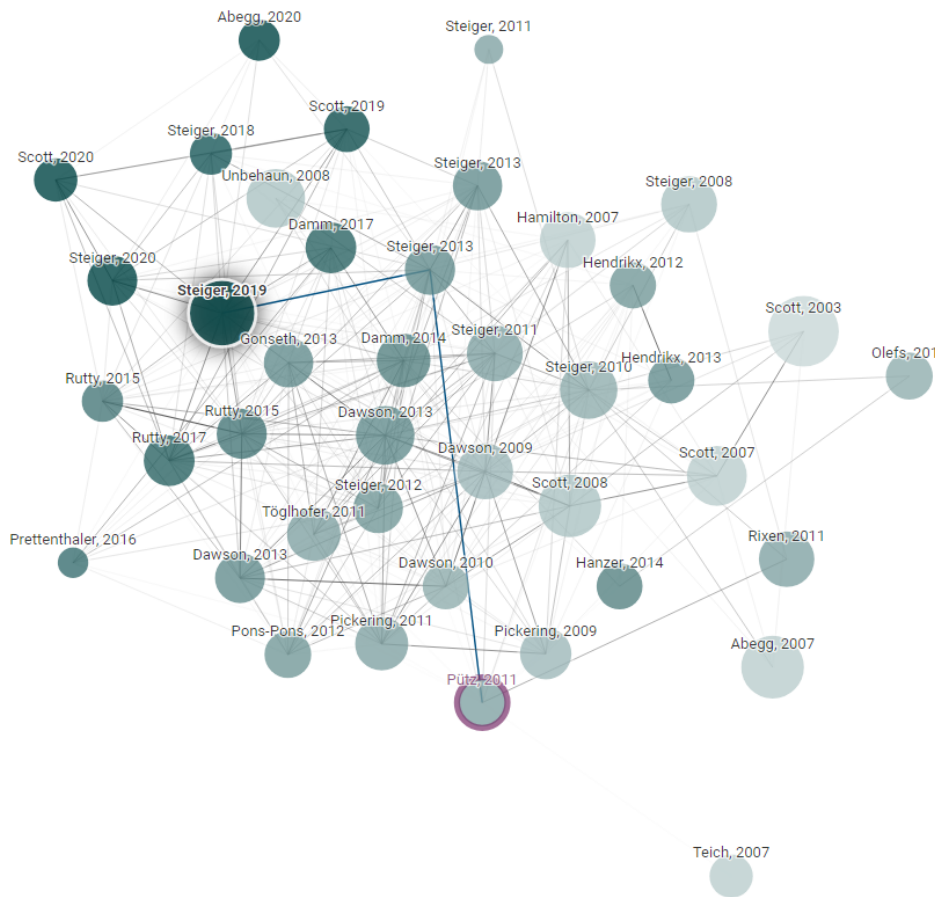 Abegg, 2020
Steiger, 2011
Scott, 2019
Steiger, 2018
Scott, 2020
Steiger, 2013
Unbehaun, 2008
Steiger, 2008
Hamilton, 2007
Damm, 2017
Steiger, 2013
Steiger, 2020
Hendrikx, 2012
Steiger, 2019
Scott, 2003
Steiger, 2011
Gonseth, 2013
Damm, 2014
Hendrikx, 2013
Olefs, 201
Steiger, 2010
Rutty, 2015
Rutty, 2015
Dawson, 2013
Rutty, 2017
Dawson, 2009
Scott, 2007
Scott, 2008
Steiger, 2012
Töglhofer, 2011
Rixen, 2011
Prettenthaler, 2016
Dawson, 2013
Dawson, 2010
Hanzer, 2014
Pickering, 2011
Pons-Pons, 2012
Pickering, 2009
Abegg, 2007
Pütz, 2011
Teich, 2007